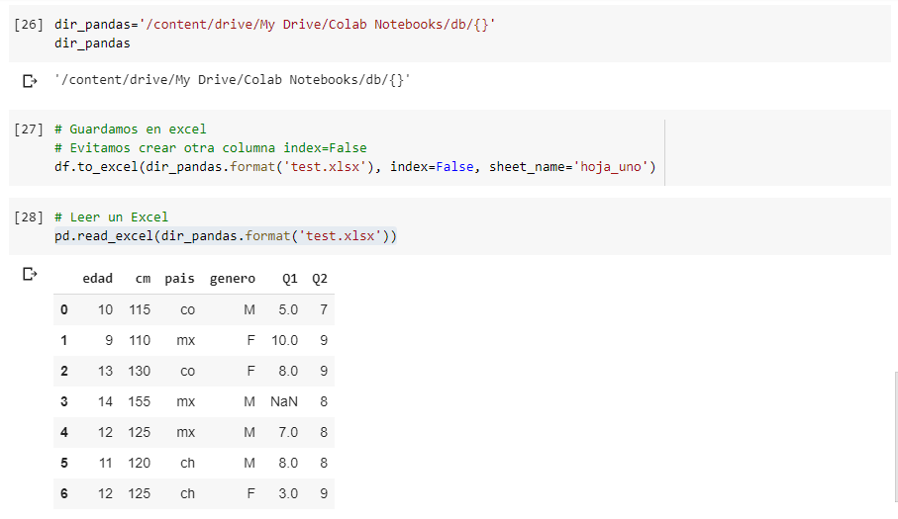 [26] dir_pandas='/content/drive/My Drive/Colab Notebooks/db/{}'
dir_pandas
'/content/drive/My Drive/Colab Notebooks/db/{}'
[27] # Guardamos en excel
# Evitamos crear otra columna index=False
df.to_excel(dir_pandas.format('test.xlsx'), index=False, sheet_name='hoja_uno')
[28] # Leer un Excel
pd.read_excel(dir_pandas.format('test.xlsx'))
edad cm pais genero Q1 Q2
0 10 115 co M 5.0 7
1 9 110 mx F 10.0 9
2 13 130 co F 8.0 9
3 14 155 mx M NaN 8
4 12 125 mx M 7.0 8
5 11 120 ch M 8.0 8
6 12 125 ch F 3.0 9